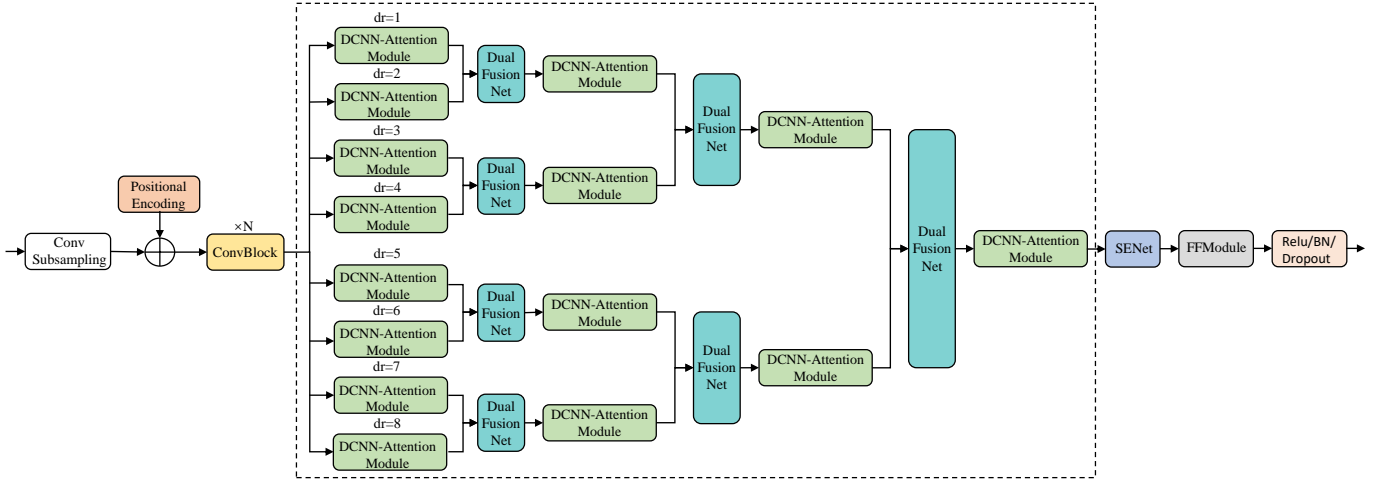 Conv
Subsampling
Positional
Encoding
×N
ConvBlock
dr=1
DCNN-Attention
Module
dr=2
DCNN-Attention
Module
dr=3
DCNN-Attention
Module
dr=4
DCNN-Attention
Module
dr=5
DCNN-Attention
Module
dr=6
DCNN-Attention
Module
dr=7
DCNN-Attention
Module
dr=8
DCNN-Attention
Module
Dual
Fusion
Net
Dual
Fusion
Net
Dual
Fusion
Net
Dual
Fusion
Net
DCNN-Attention
Module
DCNN-Attention
Module
DCNN-Attention
Module
DCNN-Attention
Module
Dual
Fusion
Net
Dual
Fusion
Net
DCNN-Attention
Module
DCNN-Attention
Module
Dual
Fusion
Net
DCNN-Attention
Module
SENet
FFModule
Relu/BN/
Dropout